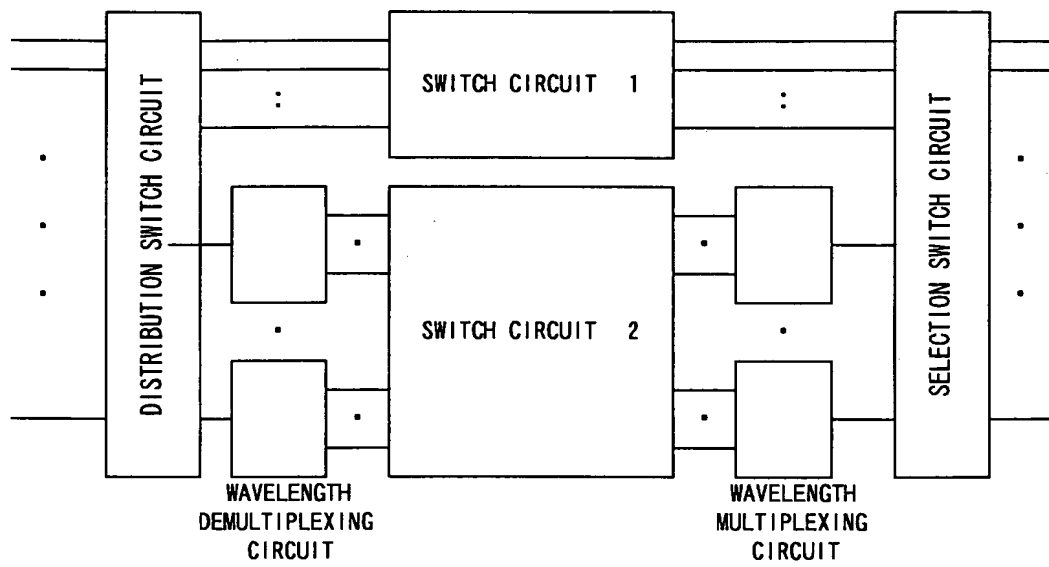 DISTRIBUTION SWITCH CIRCUIT
SWITCH CIRCUIT 1
SWITCH CIRCUIT 2
SELECTION SWITCH CIRCUIT
WAVELENGTH
DEMULTIPLEXING
CIRCUIT
WAVELENGTH
MULTIPLEXING
CIRCUIT